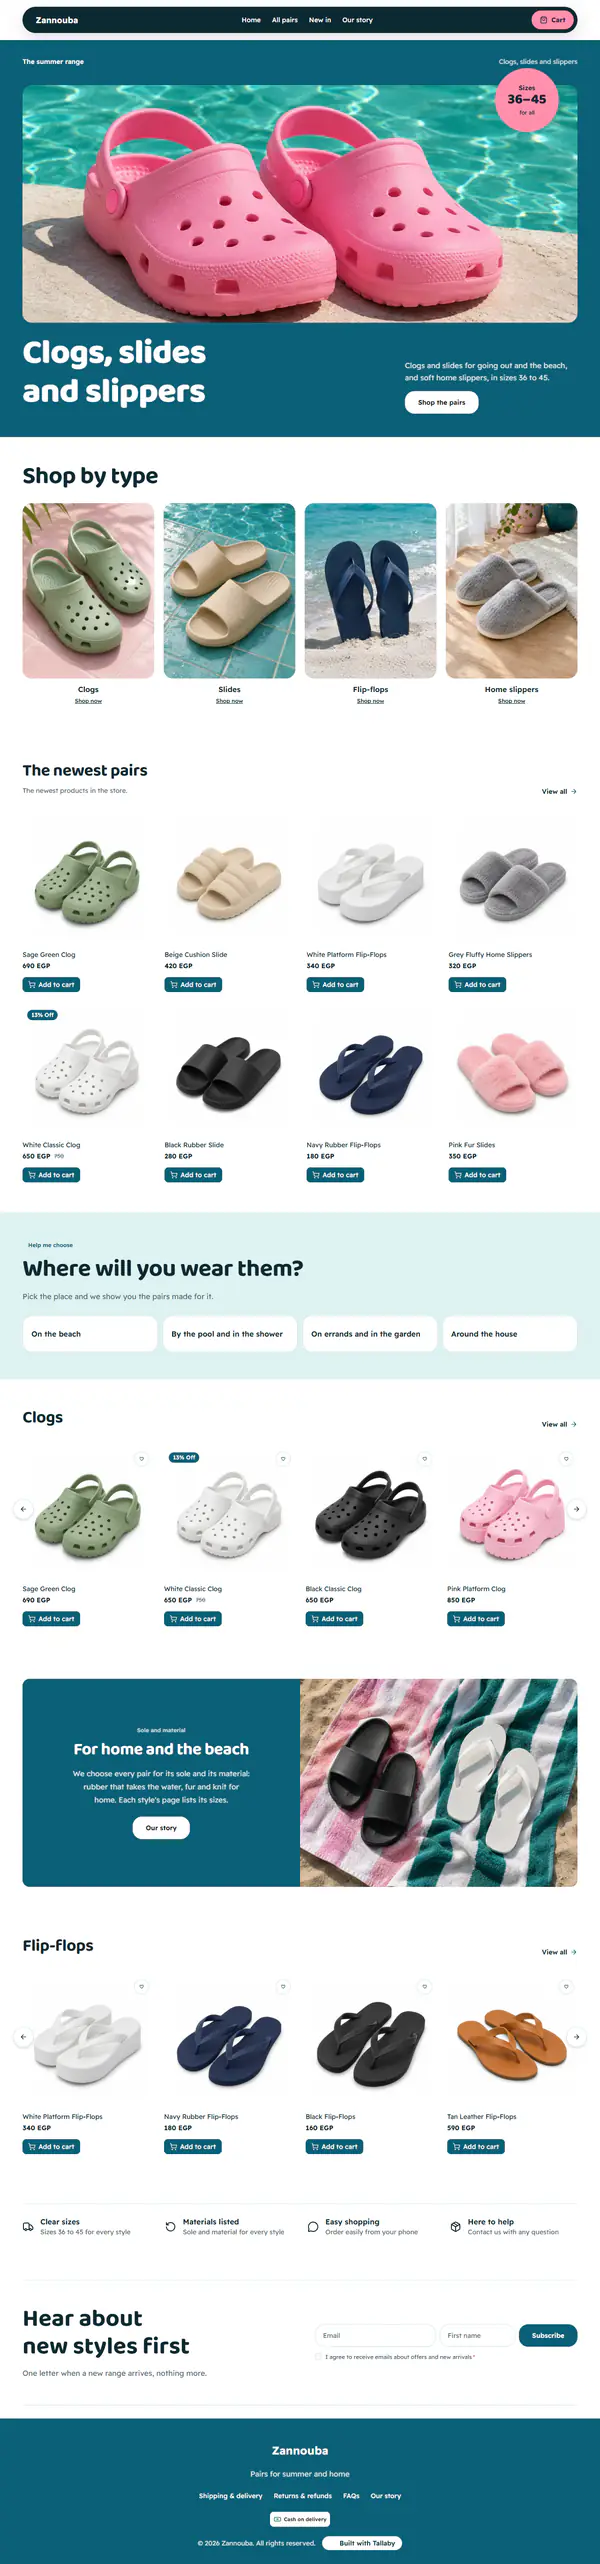 Zannouba
Home All pairs New in Our story
Cart
The summer range
Clogs, slides and slippers
Sizes
36–45
for all
Clogs, slides
and slippers
Clogs and slides for going out and the beach,
and soft home slippers, in sizes 36 to 45.
Shop the pairs
Shop by type
Clogs
Shop now
Slides
Shop now
Flip-flops
Shop now
Home slippers
Shop now
The newest pairs
The newest products in the store.
View all
Sage Green Clog
690 EGP
Add to cart
Beige Cushion Slide
420 EGP
Add to cart
White Platform Flip-Flops
340 EGP
Add to cart
Grey Fluffy Home Slippers
320 EGP
Add to cart
13% Off
White Classic Clog
650 EGP 750
Add to cart
Black Rubber Slide
280 EGP
Add to cart
Navy Rubber Flip-Flops
180 EGP
Add to cart
Pink Fur Slides
350 EGP
Add to cart
Help me choose
Where will you wear them?
Pick the place and we show you the pairs made for it.
On the beach
By the pool and in the shower
On errands and in the garden
Around the house
Clogs
View all
Sage Green Clog
690 EGP
Add to cart
13% Off
White Classic Clog
650 EGP 750
Add to cart
Black Classic Clog
650 EGP
Add to cart
Pink Platform Clog
850 EGP
Add to cart
Sole and material
For home and the beach
We choose every pair for its sole and its material:
rubber that takes the water, fur and knit for
home. Each style's page lists its sizes.
Our story
Flip-flops
View all
White Platform Flip-Flops
340 EGP
Add to cart
Navy Rubber Flip-Flops
180 EGP
Add to cart
Black Flip-Flops
160 EGP
Add to cart
Tan Leather Flip-Flops
590 EGP
Add to cart
Clear sizes
Sizes 36 to 45 for every style
Materials listed
Sole and material for every style
Easy shopping
Order easily from your phone
Here to help
Contact us with any question
Hear about
new styles first
One letter when a new range arrives, nothing more.
Email
First name
Subscribe
I agree to receive emails about offers and new arrivals *
Zannouba
Pairs for summer and home
Shipping & delivery Returns & refunds FAQs Our story
Cash on delivery
© 2026 Zannouba. All rights reserved.
Built with Tallaby